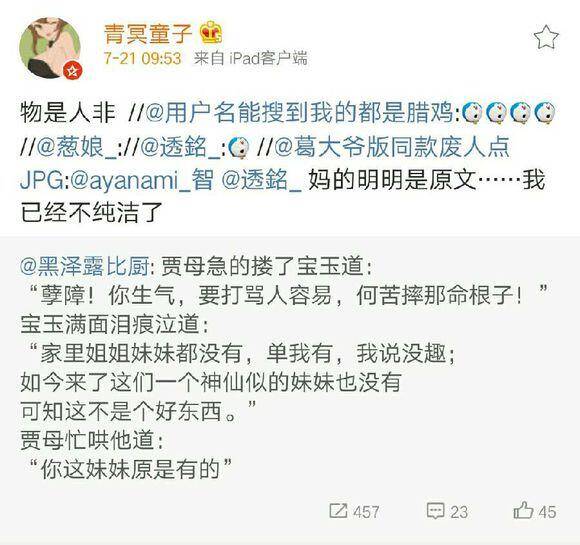 青冥童子
7-21 09:53 来自 iPad客户端
物是人非 //@用户名能搜到我的都是腊鸡:
//@葱娘_://@透銘_: //@葛大爷版同款废人点
JPG:@ayanami_智 @透銘_ 妈的明明是原文……我
已经不纯洁了
@黑泽露比厨: 贾母急的搂了宝玉道：
“孽障！你生气，要打骂人容易，何苦摔那命根子！”
宝玉满面泪痕泣道：
“家里姐姐妹妹都没有，单我有，我说没趣；
如今来了这们一个神仙似的妹妹也没有
可知这不是个好东西。”
贾母忙哄他道：
“你这妹妹原是有的”
457 23 45